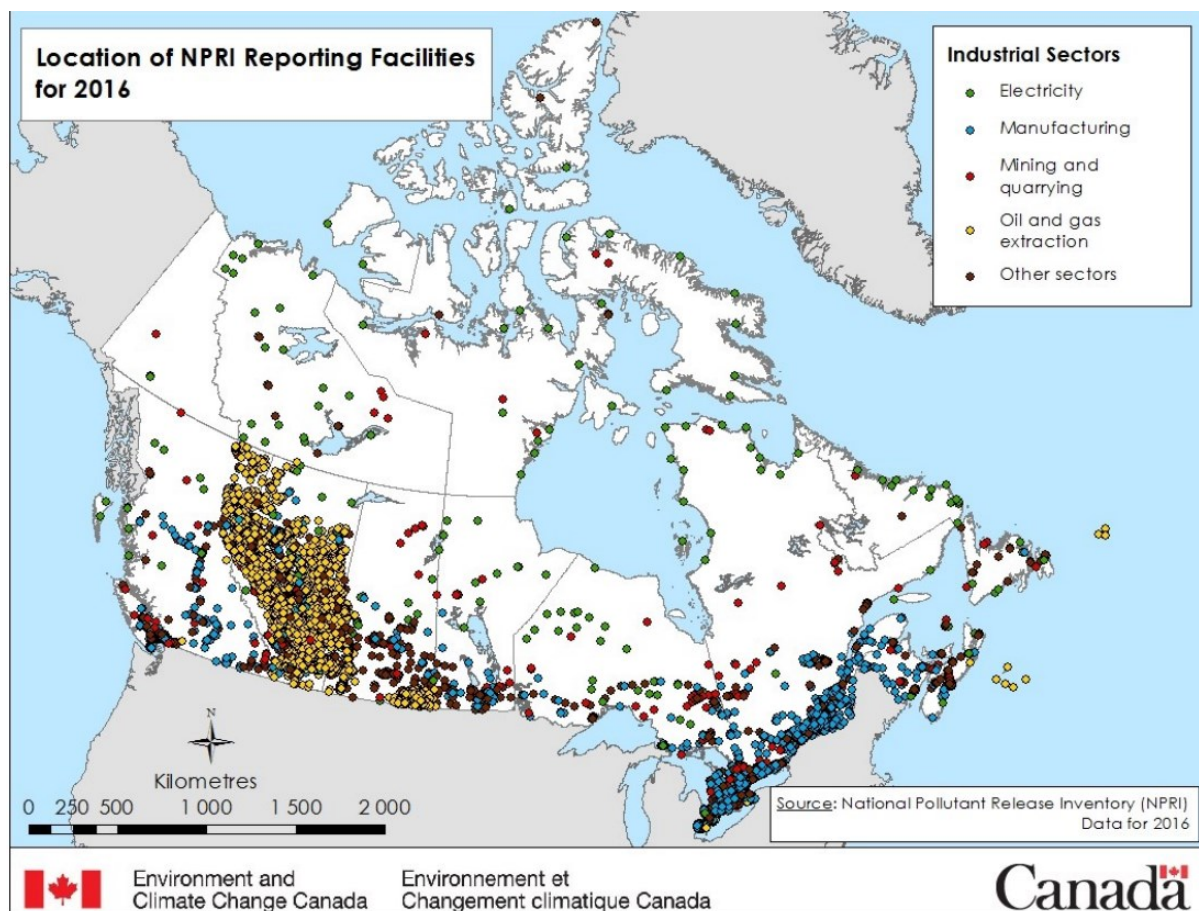 Location of NPRI Reporting Facilities
for 2016
Industrial Sectors
Electricity
Manufacturing
Mining and
quarrying
Oil and gas
extraction
Other sectors
N
Kilometres
0 250 500 1 000 1 500 2 000
Source: National Pollutant Release Inventory (NPRI)
Data for 2016
Environment and
Climate Change Canada
Environnement et
Changement climatique Canada
Canada